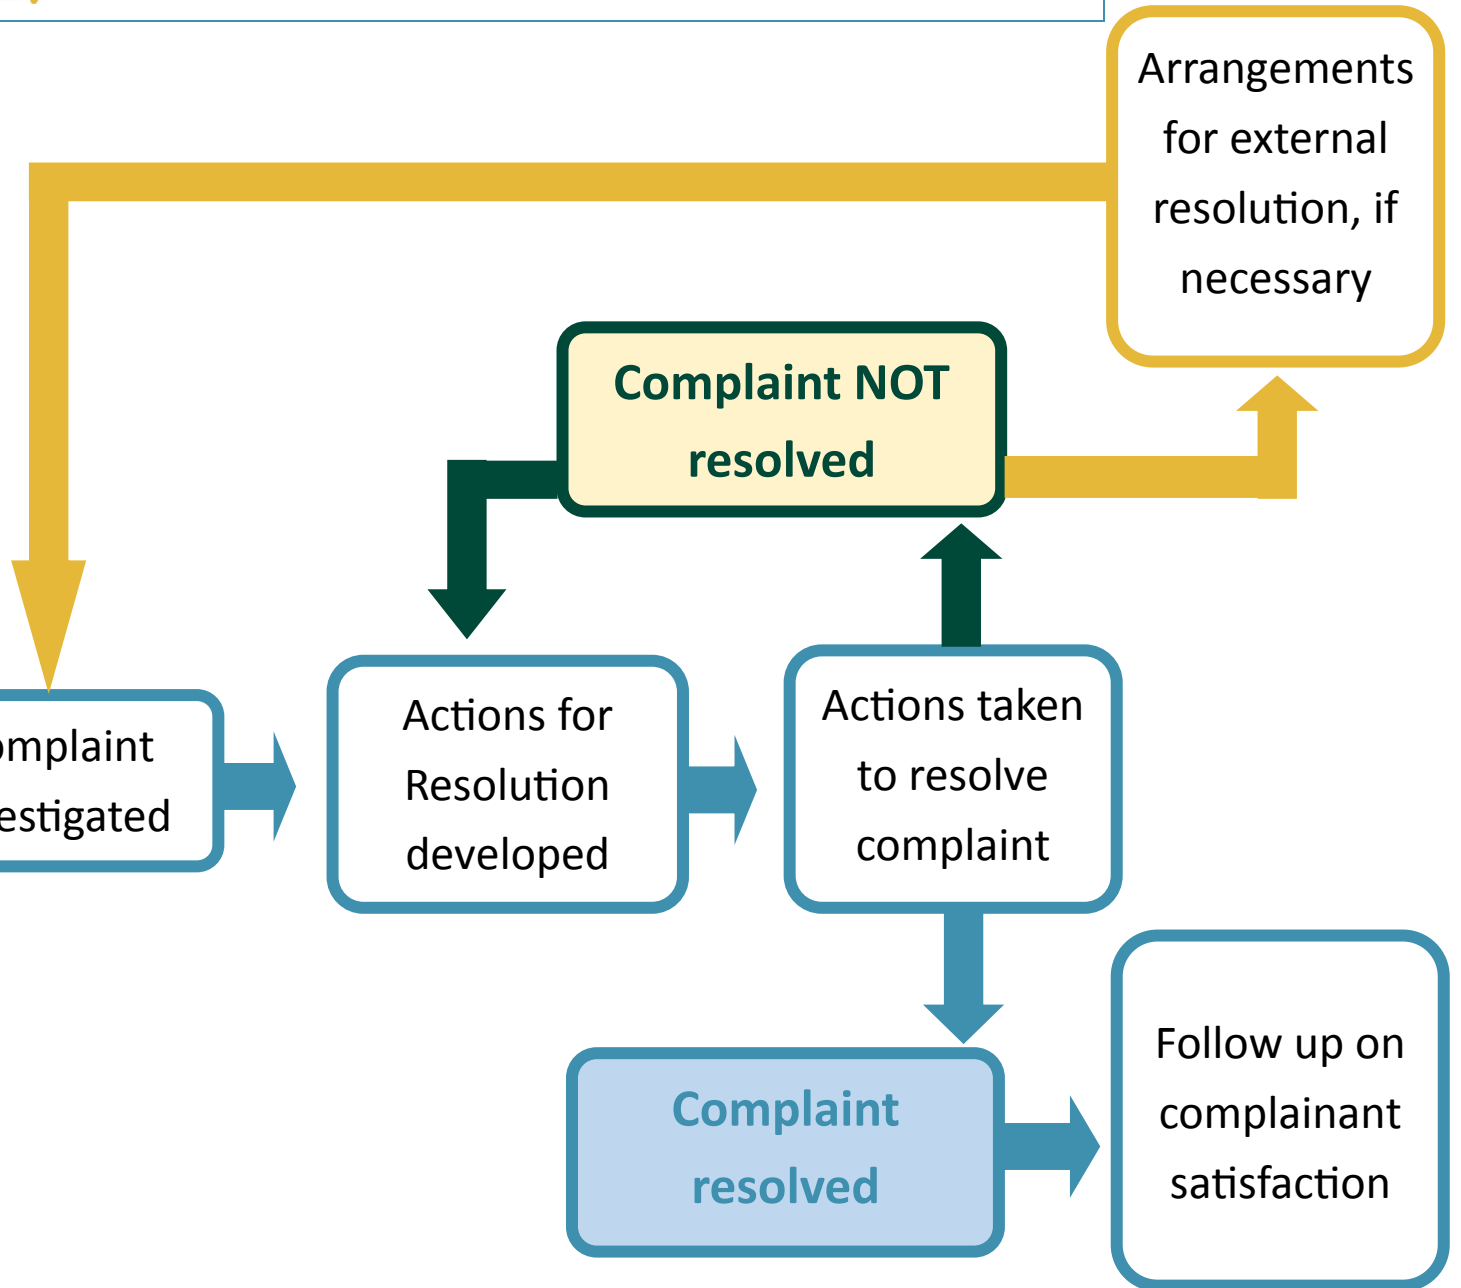 Arrangements
for external
resolution, if
necessary
Complaint NOT
resolved
Actions for
Resolution
developed
Actions taken
to resolve
complaint
Complaint
resolved
Follow up on
complainant
satisfaction